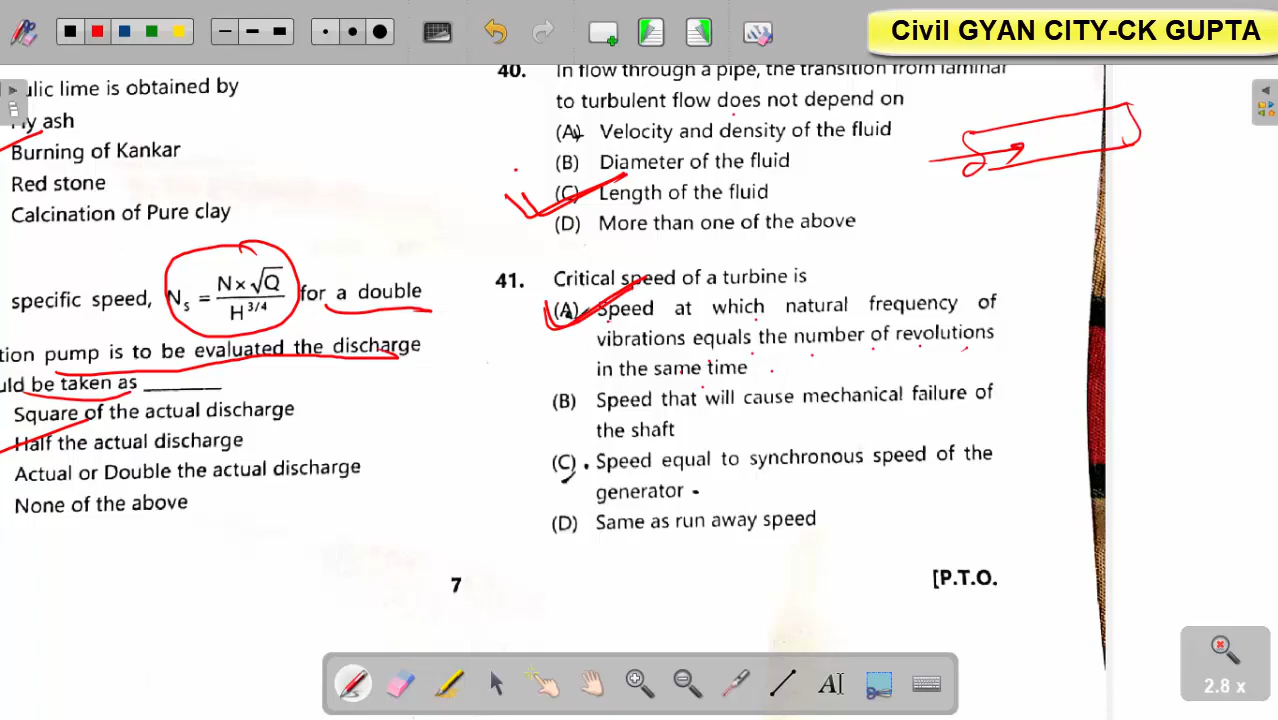 Civil GYAN CITY-CK GUPTA
ulic lime is obtained by
Fly ash
Burning of Kankar
Red stone
Calcination of Pure clay
specific speed, Ns = N × √Q / H^3/4 for a double
tion pump is to be evaluated the discharge
uld be taken as ________
Square of the actual discharge
Half the actual discharge
Actual or Double the actual discharge
None of the above
7
40. In flow through a pipe, the transition from laminar
to turbulent flow does not depend on
(A) Velocity and density of the fluid
(B) Diameter of the fluid
(C) Length of the fluid
(D) More than one of the above
41. Critical speed of a turbine is
(A) Speed at which natural frequency of
vibrations equals the number of revolutions
in the same time
(B) Speed that will cause mechanical failure of
the shaft
(C) Speed equal to synchronous speed of the
generator
(D) Same as run away speed
[P.T.O.
AI
2.8 x